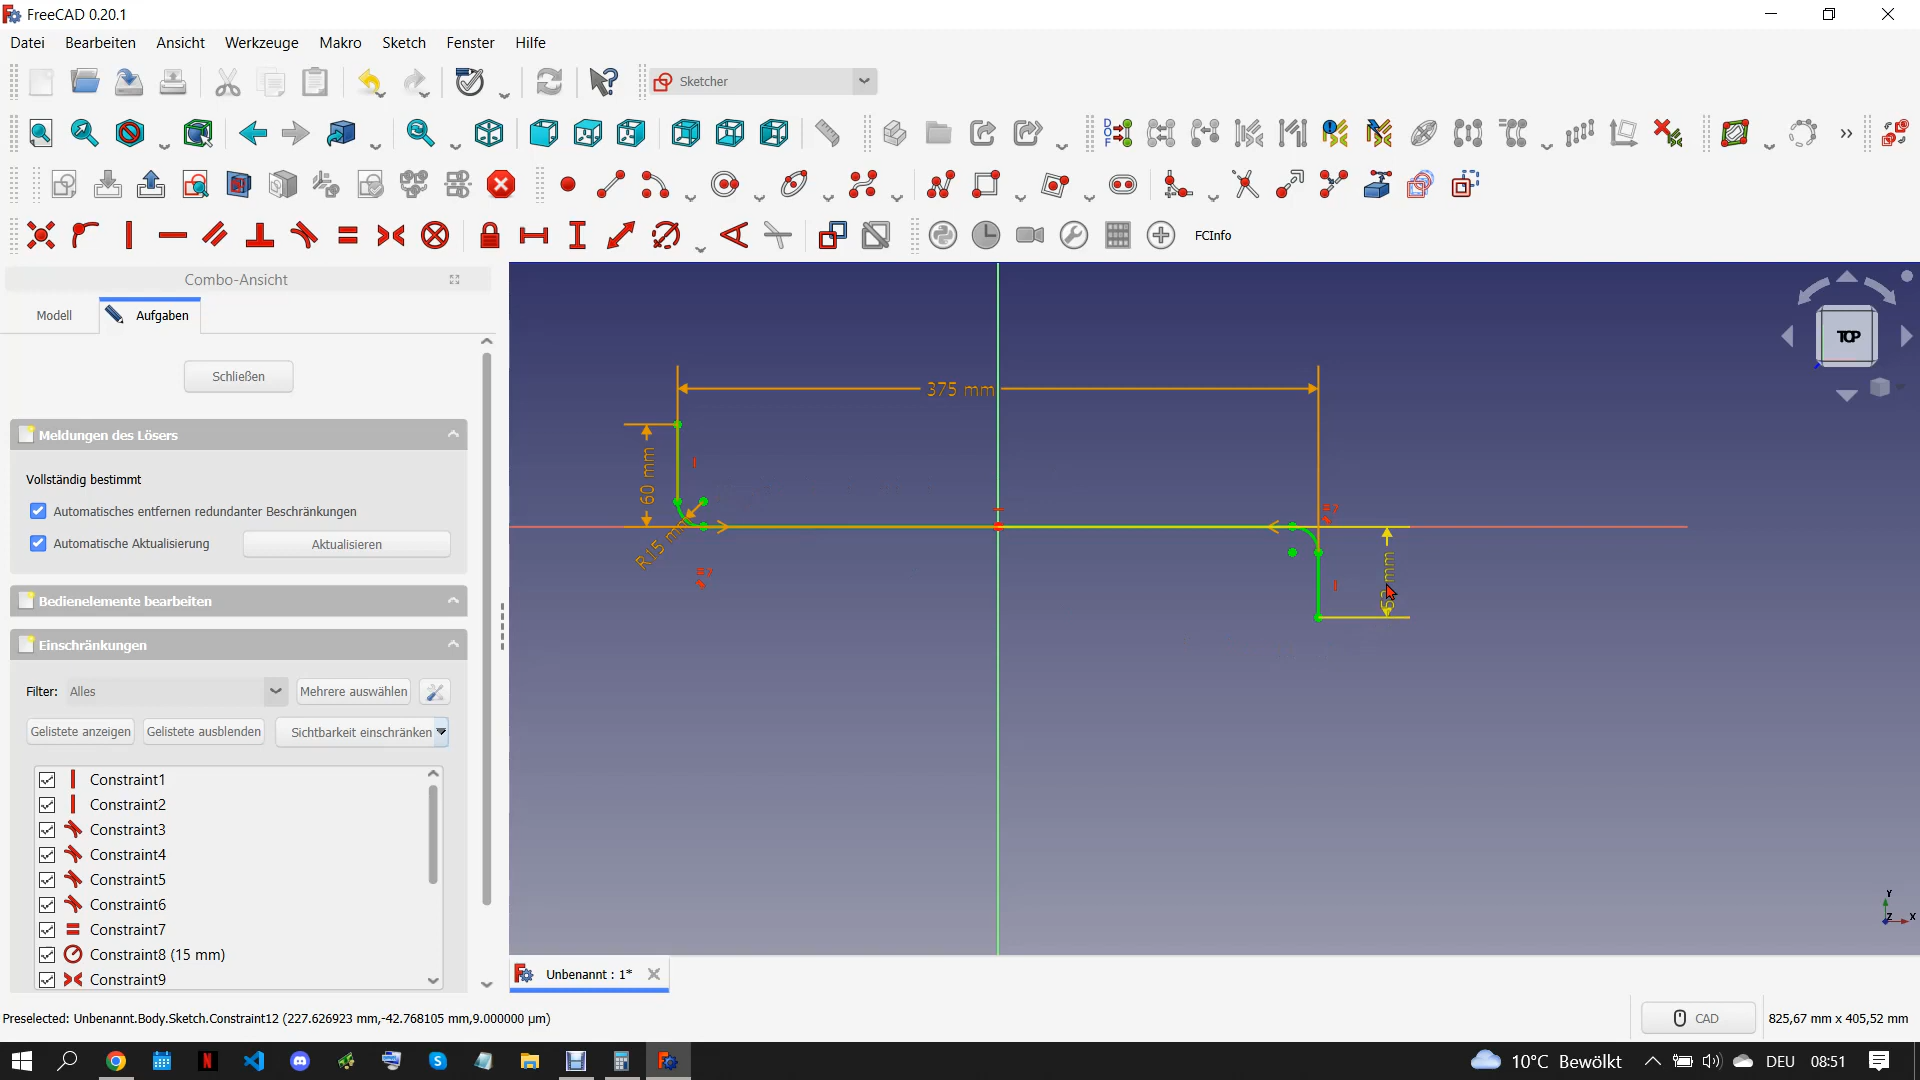 FreeCAD 0.20.1
Datei Bearbeiten Ansicht Werkzeuge Makro Sketch Fenster Hilfe
Sketcher
DOF
FCInfo
Combo-Ansicht
Modell Aufgaben
Schließen
Meldungen des Lösers
Vollständig bestimmt
Automatisches entfernen redundanter Beschränkungen
Automatische Aktualisierung Aktualisieren
Bedienelemente bearbeiten
Einschränkungen
Filter: Alles Mehrere auswählen
Gelistete anzeigen Gelistete ausblenden Sichtbarkeit einschränken
Constraint1
Constraint2
Constraint3
Constraint4
Constraint5
Constraint6
Constraint7
Constraint8 (15 mm)
Constraint9
375 mm
60 mm
R15 mm
TOP
Y
Z X
Unbenannt : 1*
Preselected: Unbenannt.Body.Sketch.Constraint12 (227.626923 mm,-42.768105 mm,9.000000 µm)
CAD
825,67 mm x 405,52 mm
10°C Bewölkt
DEU 08:51